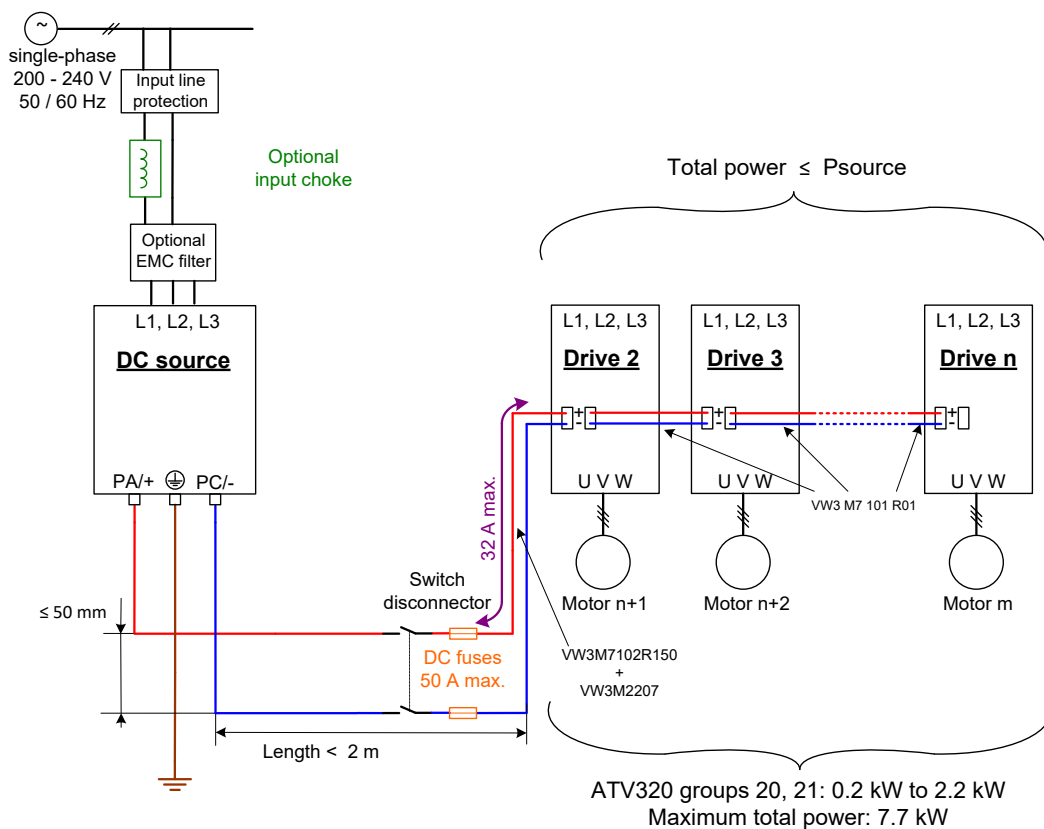 ~
single-phase
200 - 240 V
50 / 60 Hz
Input line
protection
Optional
input choke
Optional
EMC filter
L1, L2, L3
DC source
PA/+
PC/-
≤ 50 mm
Switch
disconnector
DC fuses
50 A max.
Length < 2 m
32 A max.
Total power ≤ Psource
L1, L2, L3
Drive 2
+
-
U V W
Motor n+1
L1, L2, L3
Drive 3
+
-
U V W
Motor n+2
L1, L2, L3
Drive n
+
-
U V W
Motor m
VW3 M7 101 R01
VW3M7102R150
+
VW3M2207
ATV320 groups 20, 21: 0.2 kW to 2.2 kW
Maximum total power: 7.7 kW